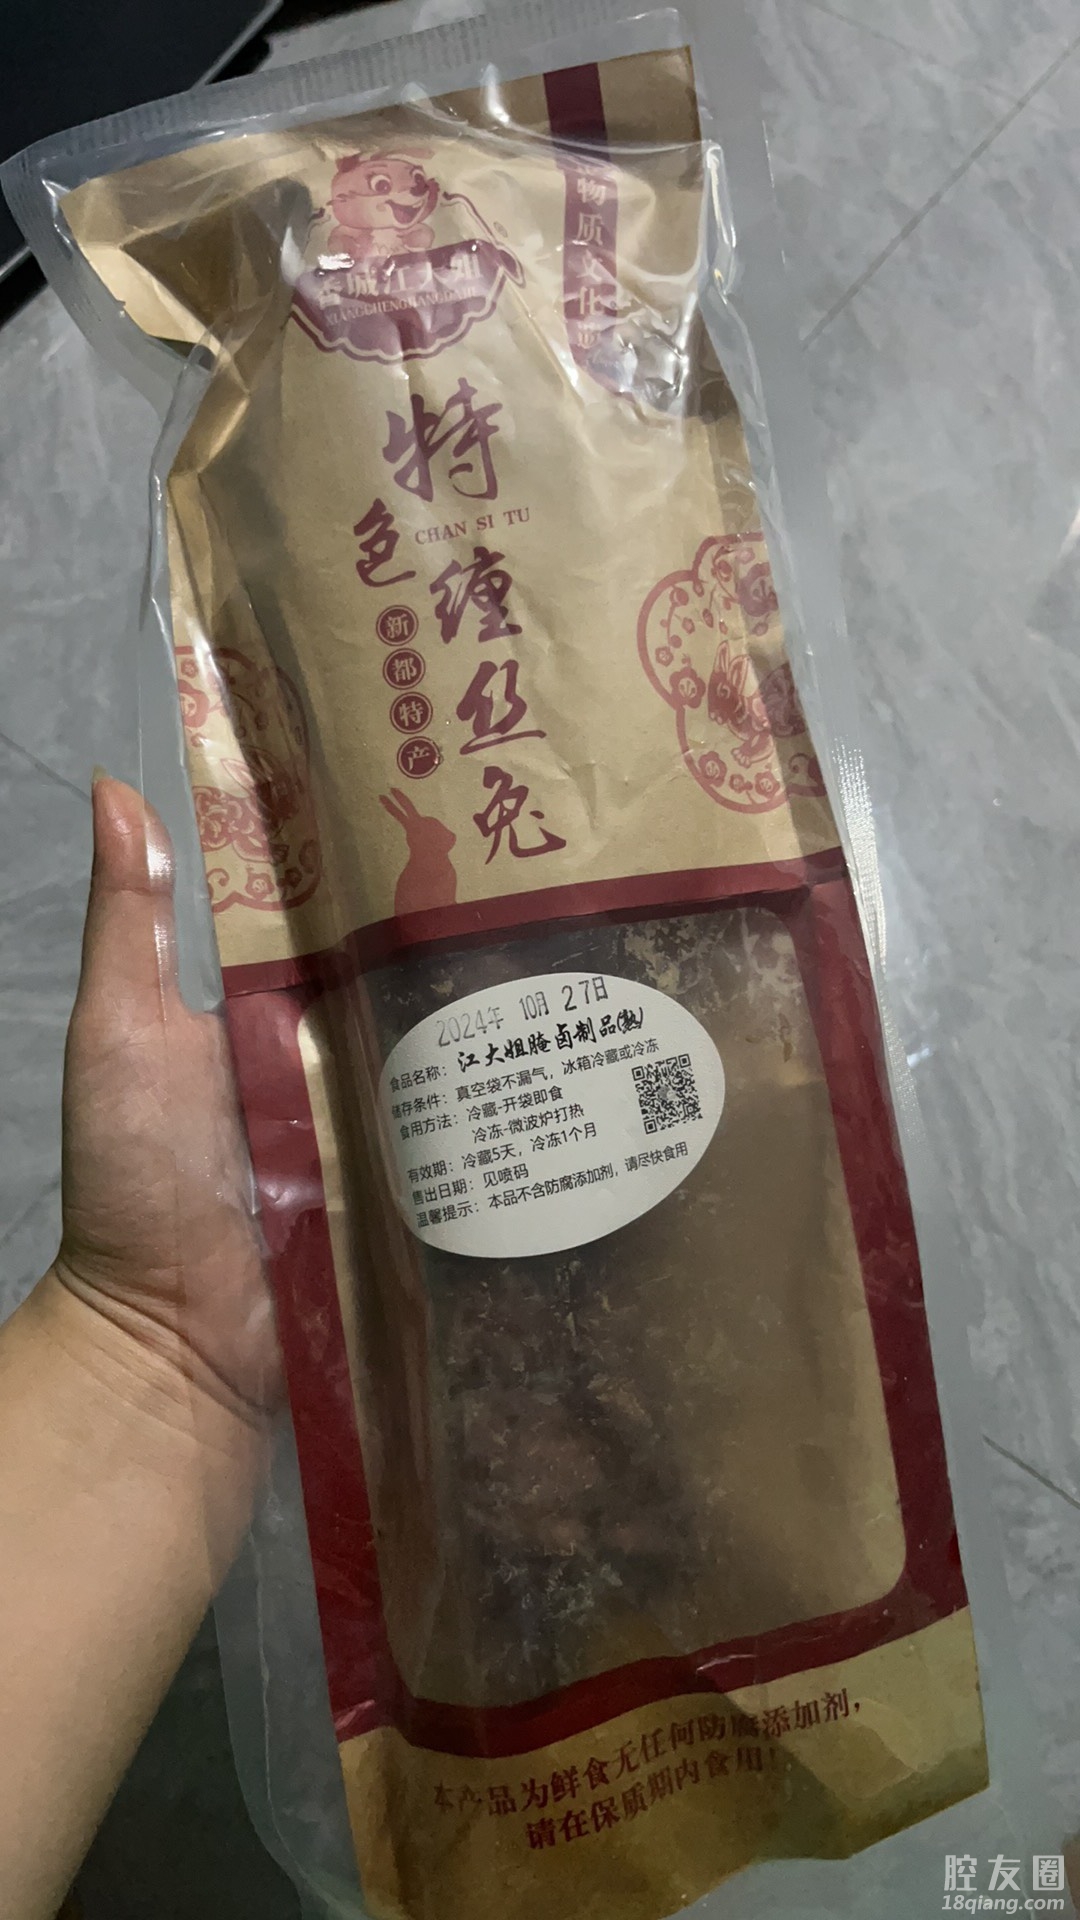 物质文化遗
®
香城江大姐
XIANGCHENGJIANGDAJIE
特色
CHAN SI TU
缠丝兔
新都特产
2024年 10月 27日
食品名称：江大姐腌卤制品(熟)
储存条件：真空袋不漏气，冰箱冷藏或冷冻
食用方法：冷藏-开袋即食
冷冻-微波炉打热
有效期：冷藏5天，冷冻1个月
售出日期：见喷码
温馨提示：本品不含防腐添加剂，请尽快食用
本产品为鲜食无任何防腐添加剂，
请在保质期内食用！
腔友圈
18qiang.com